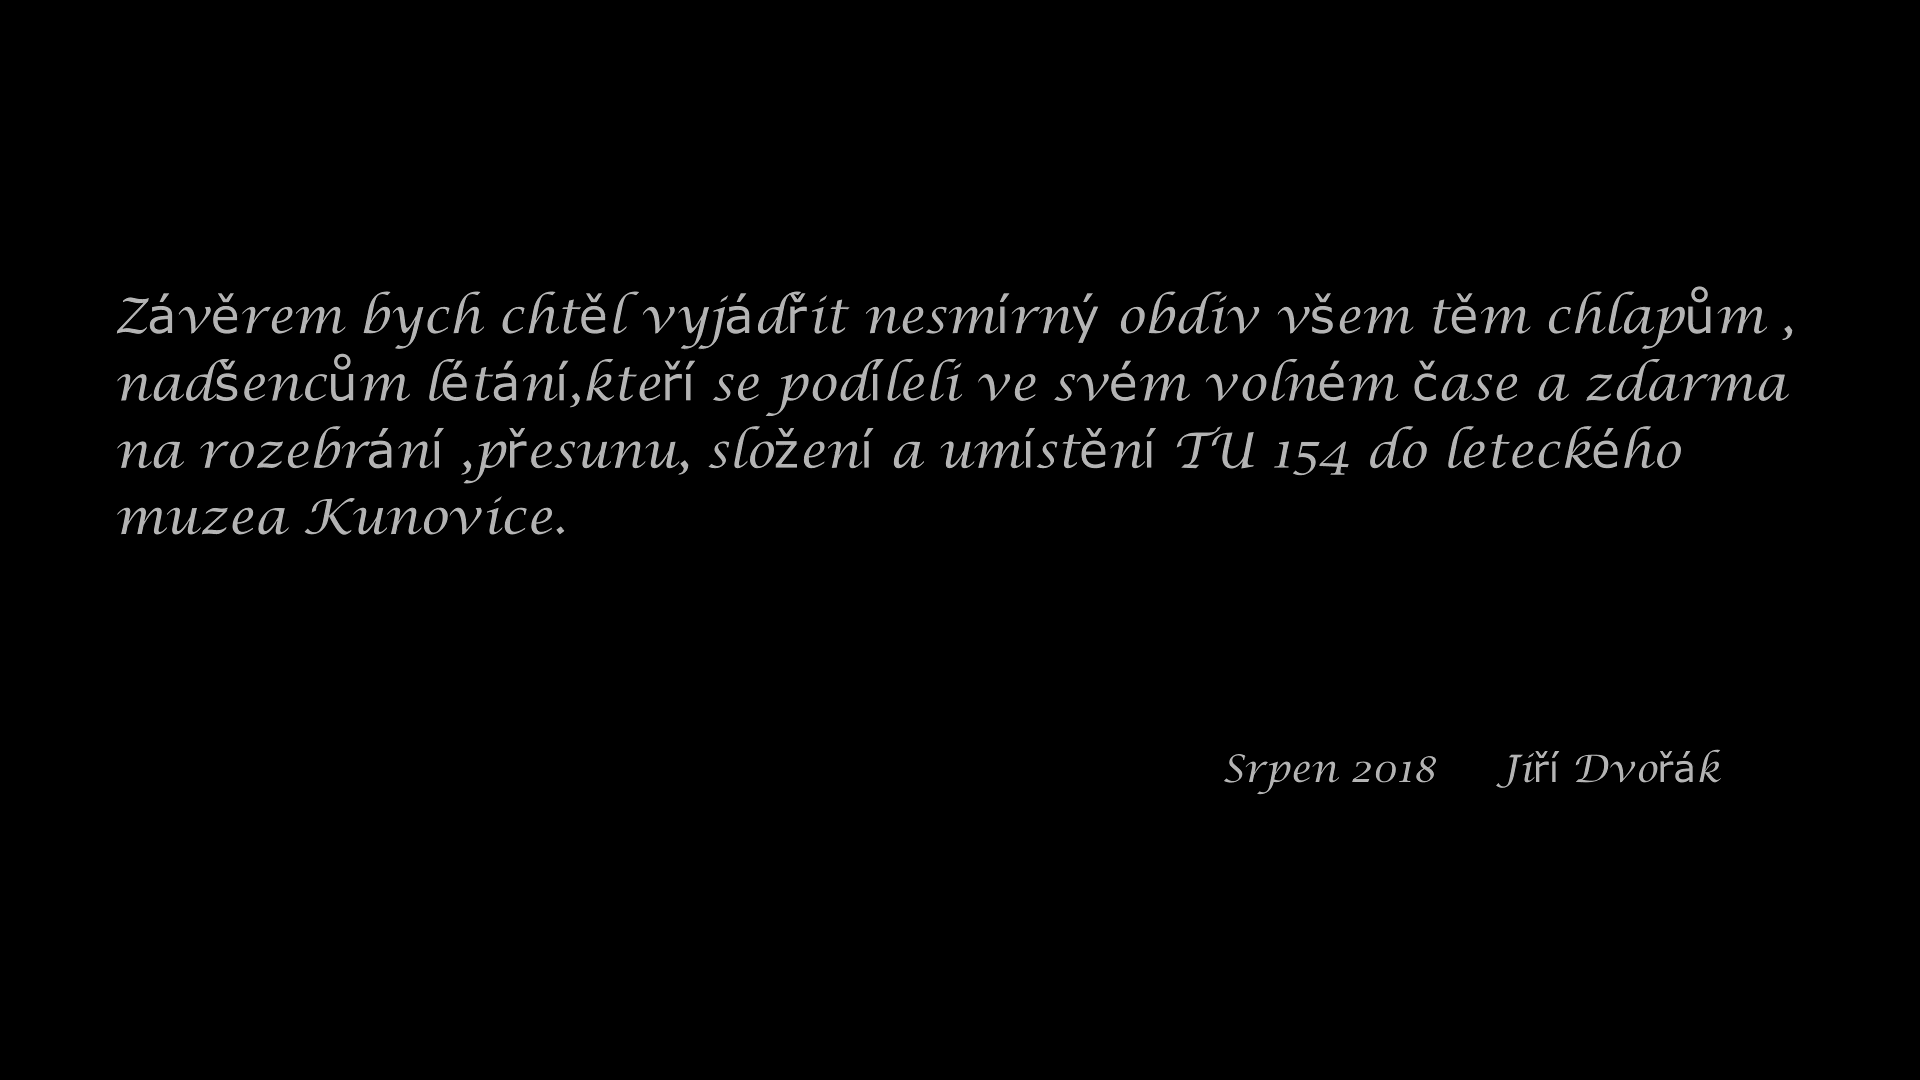 Závěrem bych chtěl vyjádřit nesmírný obdiv všem těm chlapům ,
nadšencům létání,kteří se podíleli ve svém volném čase a zdarma
na rozebrání ,přesunu, složení a umístění TU 154 do leteckého
muzea Kunovice.
Srpen 2018 Jiří Dvořák